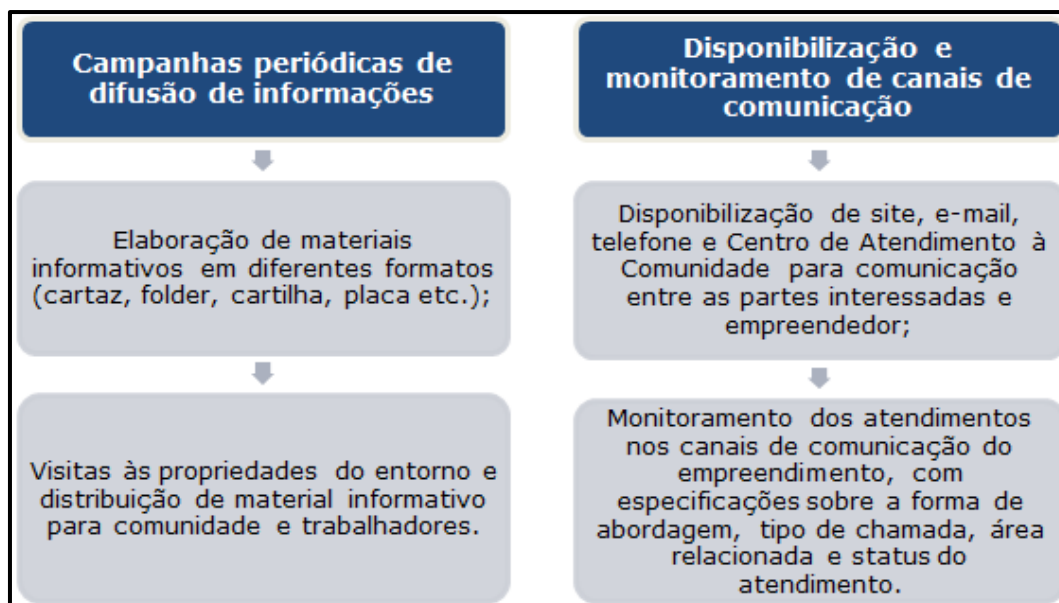 Campanhas periódicas de
difusão de informações
Elaboração de materiais
informativos em diferentes formatos
(cartaz, folder, cartilha, placa etc.);
Visitas às propriedades do entorno e
distribuição de material informativo
para comunidade e trabalhadores.
Disponibilização e
monitoramento de canais de
comunicação
Disponibilização de site, e-mail,
telefone e Centro de Atendimento à
Comunidade para comunicação
entre as partes interessadas e
empreendedor;
Monitoramento dos atendimentos
nos canais de comunicação do
empreendimento, com
especificações sobre a forma de
abordagem, tipo de chamada, área
relacionada e status do
atendimento.